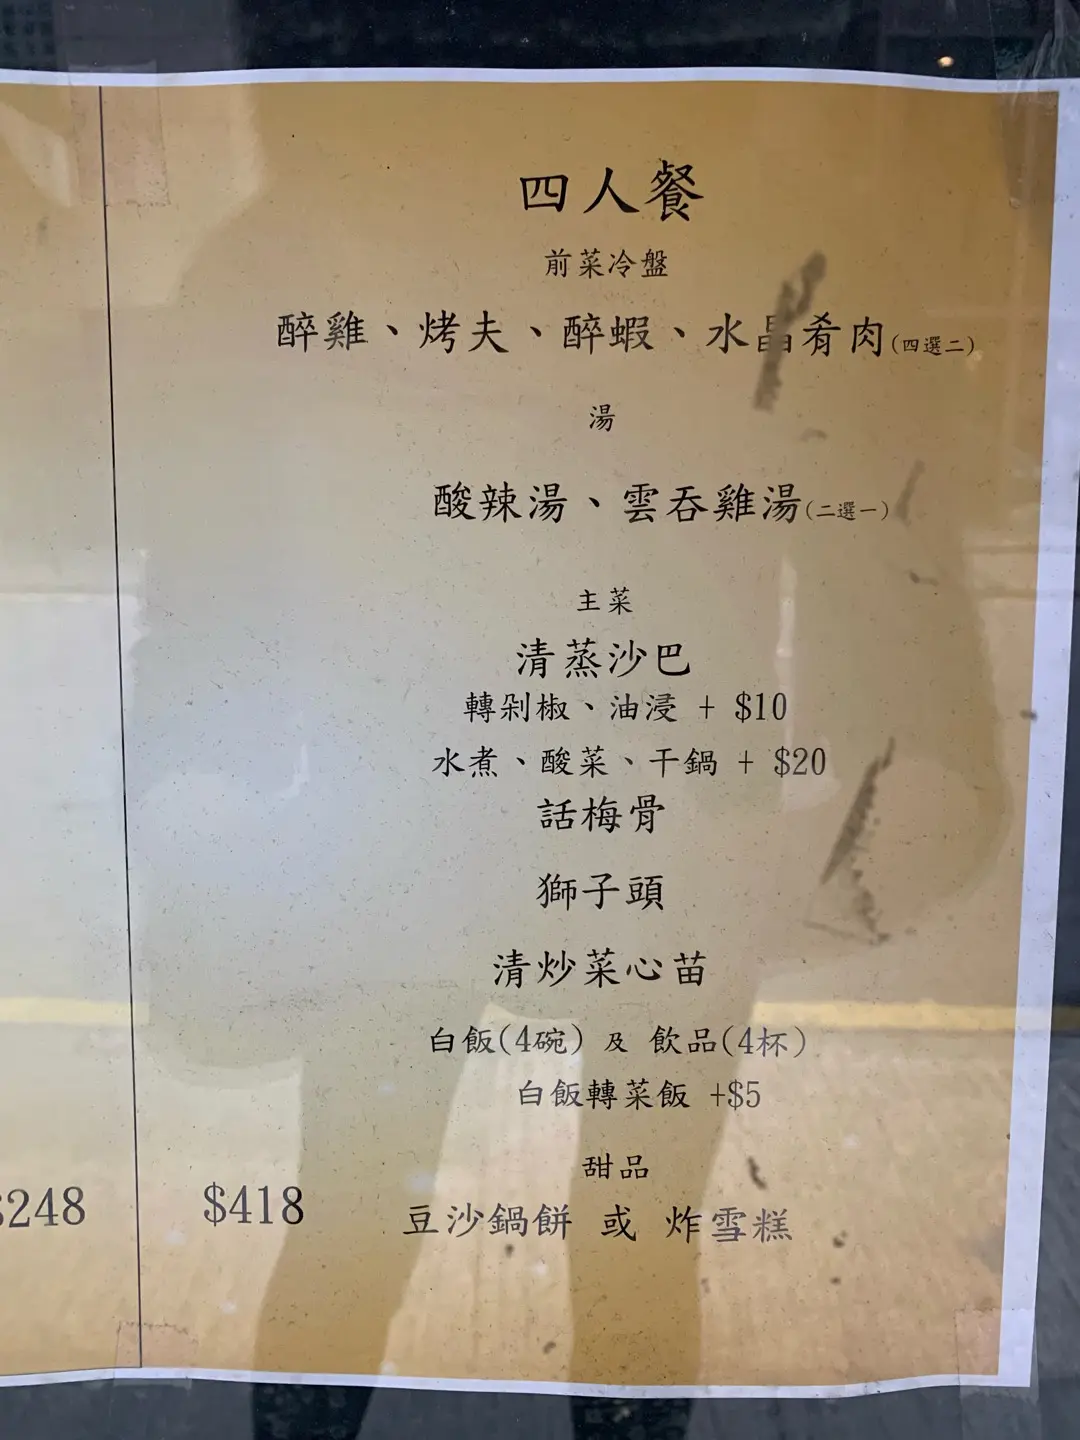 四人餐
前菜冷盤
醉雞、烤夫、醉蝦、水晶肴肉(四選二)
湯
酸辣湯、雲吞雞湯(二選一)
主菜
清蒸沙巴
轉剁椒、油浸 + $10
水煮、酸菜、干鍋 + $20
話梅骨
獅子頭
清炒菜心苗
白飯(4碗) 及 飲品(4杯)
白飯轉菜飯 +$5
甜品
豆沙鍋餅 或 炸雪糕
$418
$248